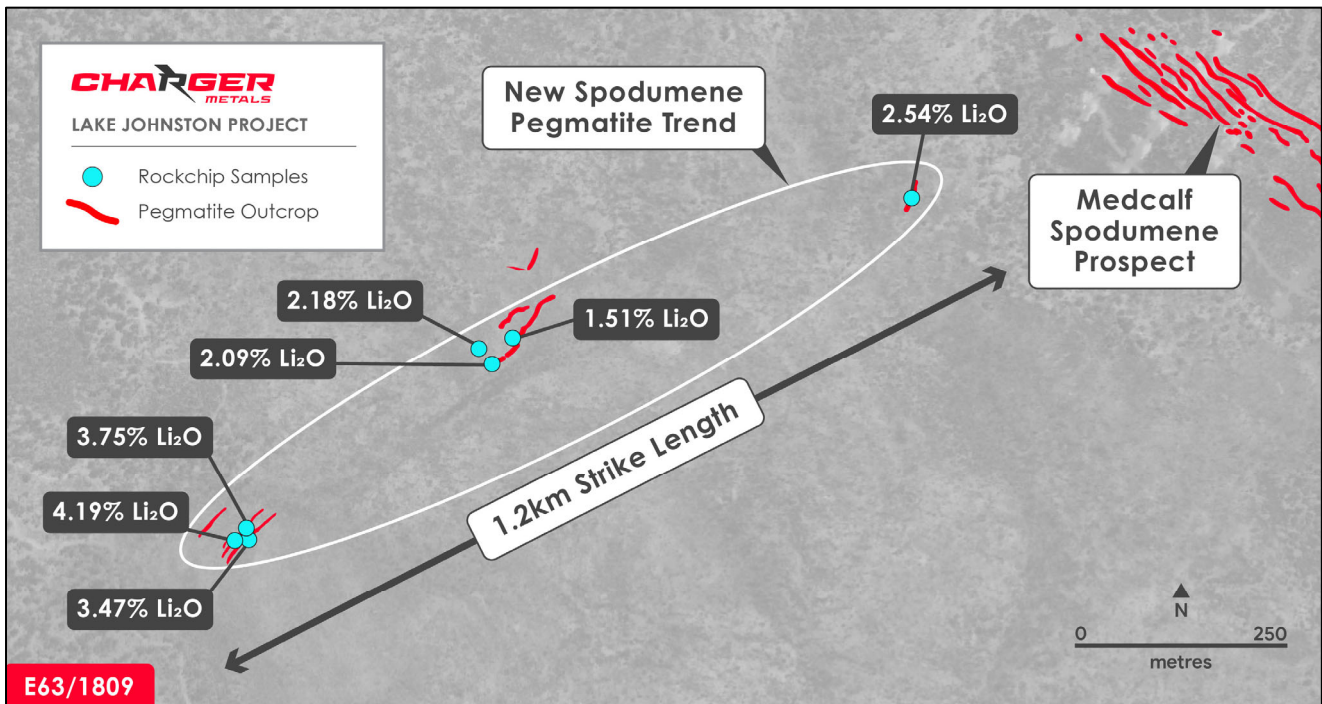 CHARGER
METALS
LAKE JOHNSTON PROJECT
Rockchip Samples
Pegmatite Outcrop
New Spodumene
Pegmatite Trend
2.54% Li₂O
Medcalf
Spodumene
Prospect
2.18% Li₂O
1.51% Li₂O
2.09% Li₂O
3.75% Li₂O
4.19% Li₂O
3.47% Li₂O
1.2km Strike Length
N
0 250
metres
E63/1809